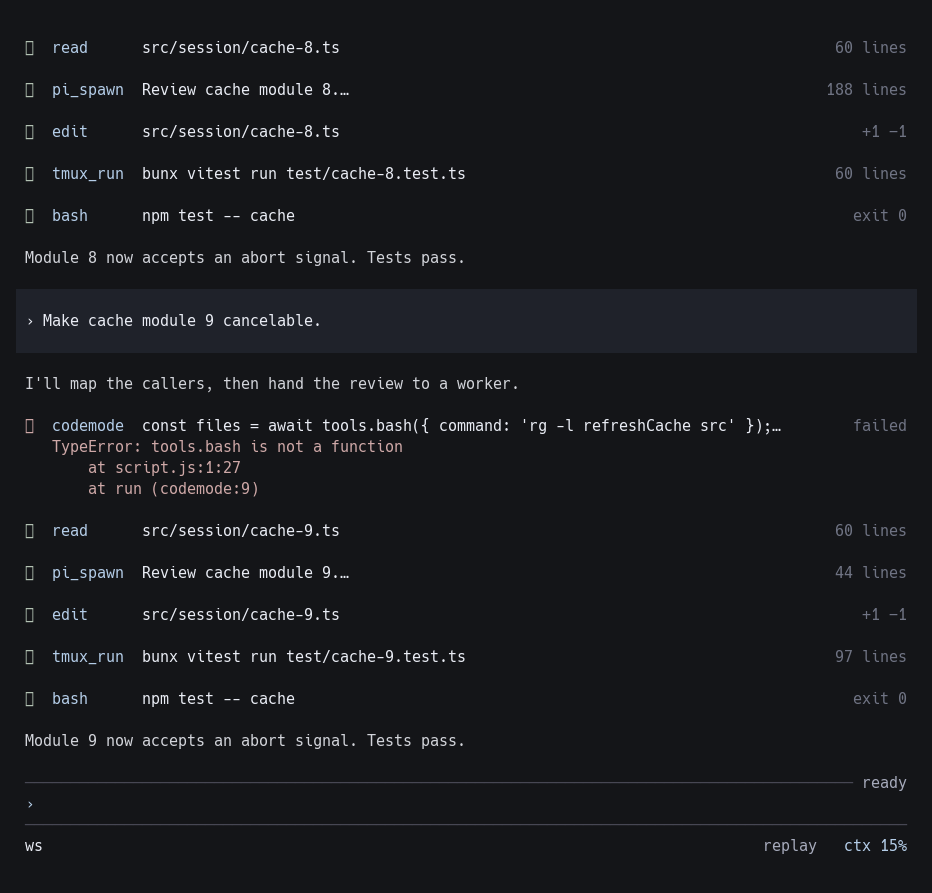 read src/session/cache-8.ts 60 lines
pi_spawn Review cache module 8.… 188 lines
edit src/session/cache-8.ts +1 −1
tmux_run bunx vitest run test/cache-8.test.ts 60 lines
bash npm test -- cache exit 0
Module 8 now accepts an abort signal. Tests pass.
› Make cache module 9 cancelable.
I'll map the callers, then hand the review to a worker.
codemode const files = await tools.bash({ command: 'rg -l refreshCache src' });… failed
TypeError: tools.bash is not a function
at script.js:1:27
at run (codemode:9)
read src/session/cache-9.ts 60 lines
pi_spawn Review cache module 9.… 44 lines
edit src/session/cache-9.ts +1 −1
tmux_run bunx vitest run test/cache-9.test.ts 97 lines
bash npm test -- cache exit 0
Module 9 now accepts an abort signal. Tests pass.
ready
›
ws replay ctx 15%